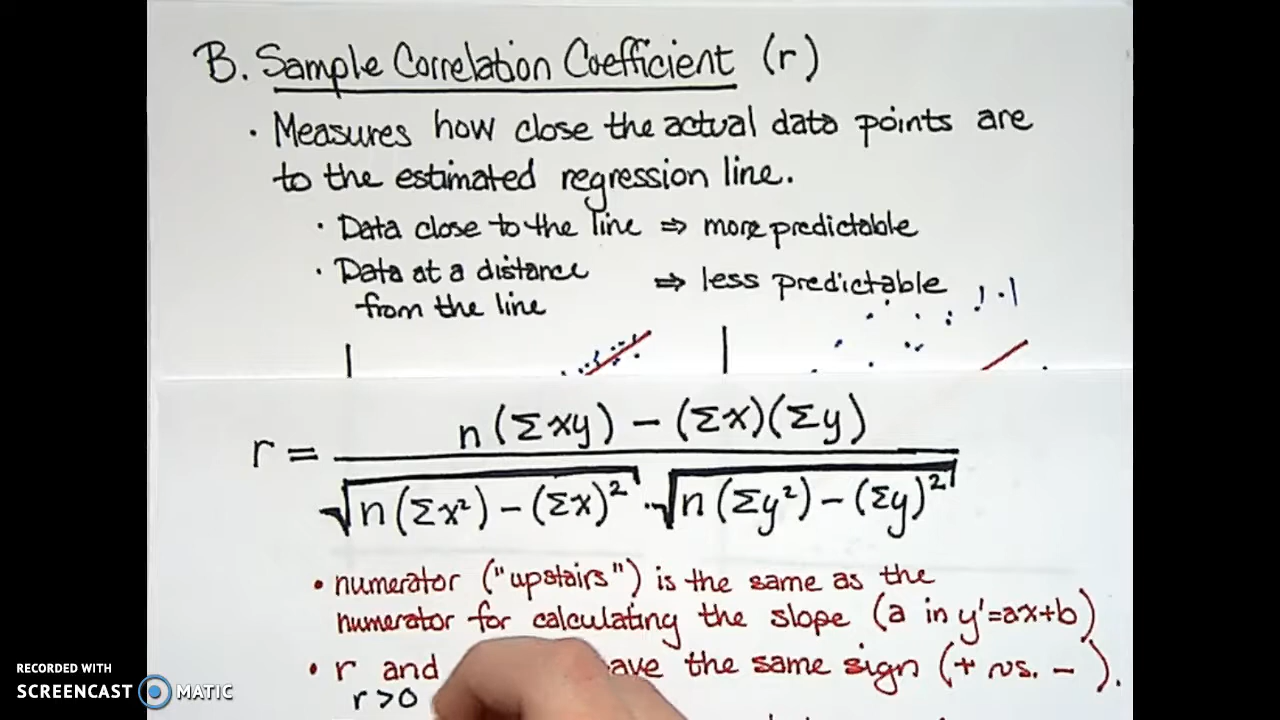 B. Sample Correlation Coefficient (r)
• Measures how close the actual data points are
to the estimated regression line.
• Data close to the line ⇒ more predictable
• Data at a distance
from the line ⇒ less predictable
r = n(Σxy) − (Σx)(Σy)
√n(Σx²) − (Σx)² · √n(Σy²) − (Σy)²
• numerator ("upstairs") is the same as the
numerator for calculating the slope (a in y'=ax+b)
• r and ave the same sign (+ vs. −).
r > 0
RECORDED WITH
SCREENCAST MATIC